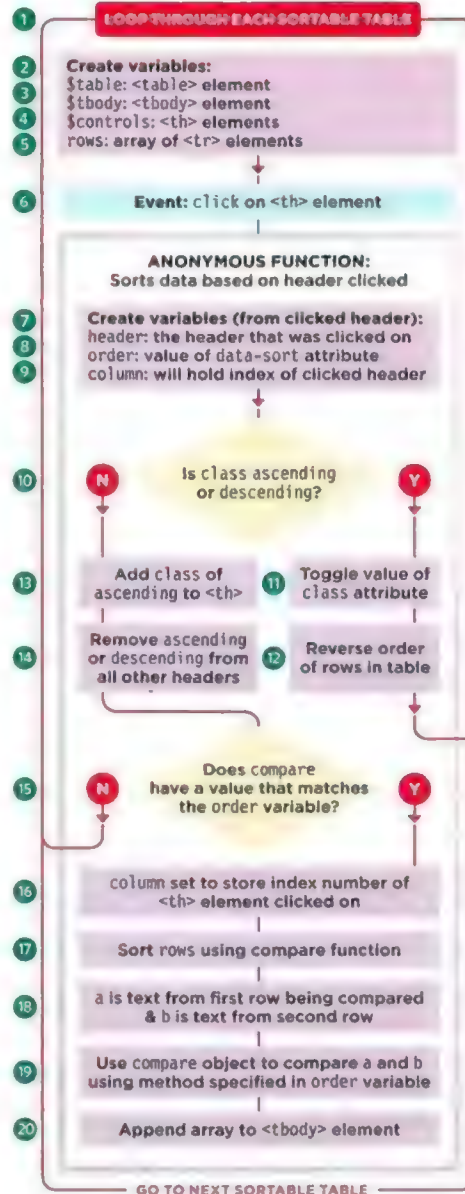 1 LOOP THROUGH EACH SORTABLE TABLE
2 Create variables:
3 $table: <table> element
$tbody: <tbody> element
4 $controls: <th> elements
5 rows: array of <tr> elements
6 Event: click on <th> element
ANONYMOUS FUNCTION:
Sorts data based on header clicked
7 Create variables (from clicked header):
8 header: the header that was clicked on
order: value of data-sort attribute
9 column: will hold index of clicked header
10 N Is class ascending Y
or descending?
13 Add class of
ascending to <th>
11 Toggle value of
class attribute
14 Remove ascending
or descending from
all other headers
12 Reverse order
of rows in table
Does compare
15 N have a value that matches Y
the order variable?
16 column set to store index number of
<th> element clicked on
17 Sort rows using compare function
18 a is text from first row being compared
& b is text from second row
19 Use compare object to compare a and b
using method specified in order variable
20 Append array to <tbody> element
GO TO NEXT SORTABLE TABLE